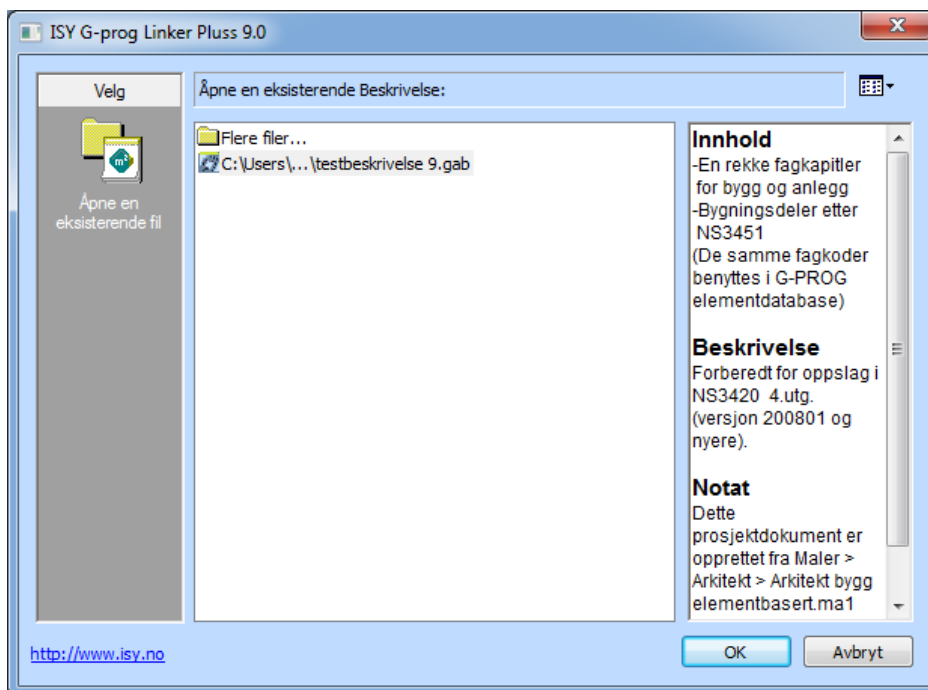 ISY G-prog Linker Pluss 9.0
Velg
Åpne en
eksisterende fil
Åpne en eksisterende Beskrivelse:
Flere filer...
C:\Users\...\testbeskrivelse 9.gab
Innhold
-En rekke fagkapitler
for bygg og anlegg
-Bygningsdeler etter
NS3451
(De samme fagkoder
benyttes i G-PROG
elementdatabase)
Beskrivelse
Forberedt for oppslag i
NS3420 4.utg.
(versjon 200801 og
nyere).
Notat
Dette
prosjektdokument er
opprettet fra Maler >
Arkitekt > Arkitekt bygg
elementbasert.ma1
http://www.isy.no
OK
Avbryt